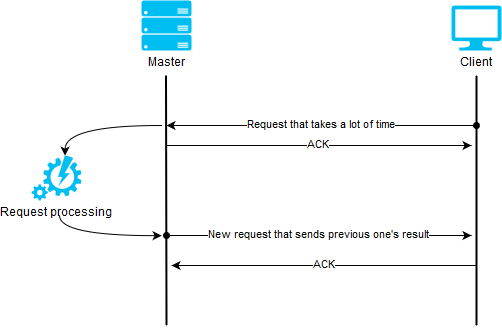 Master
Client
Request that takes a lot of time
ACK
Request processing
New request that sends previous one's result
ACK